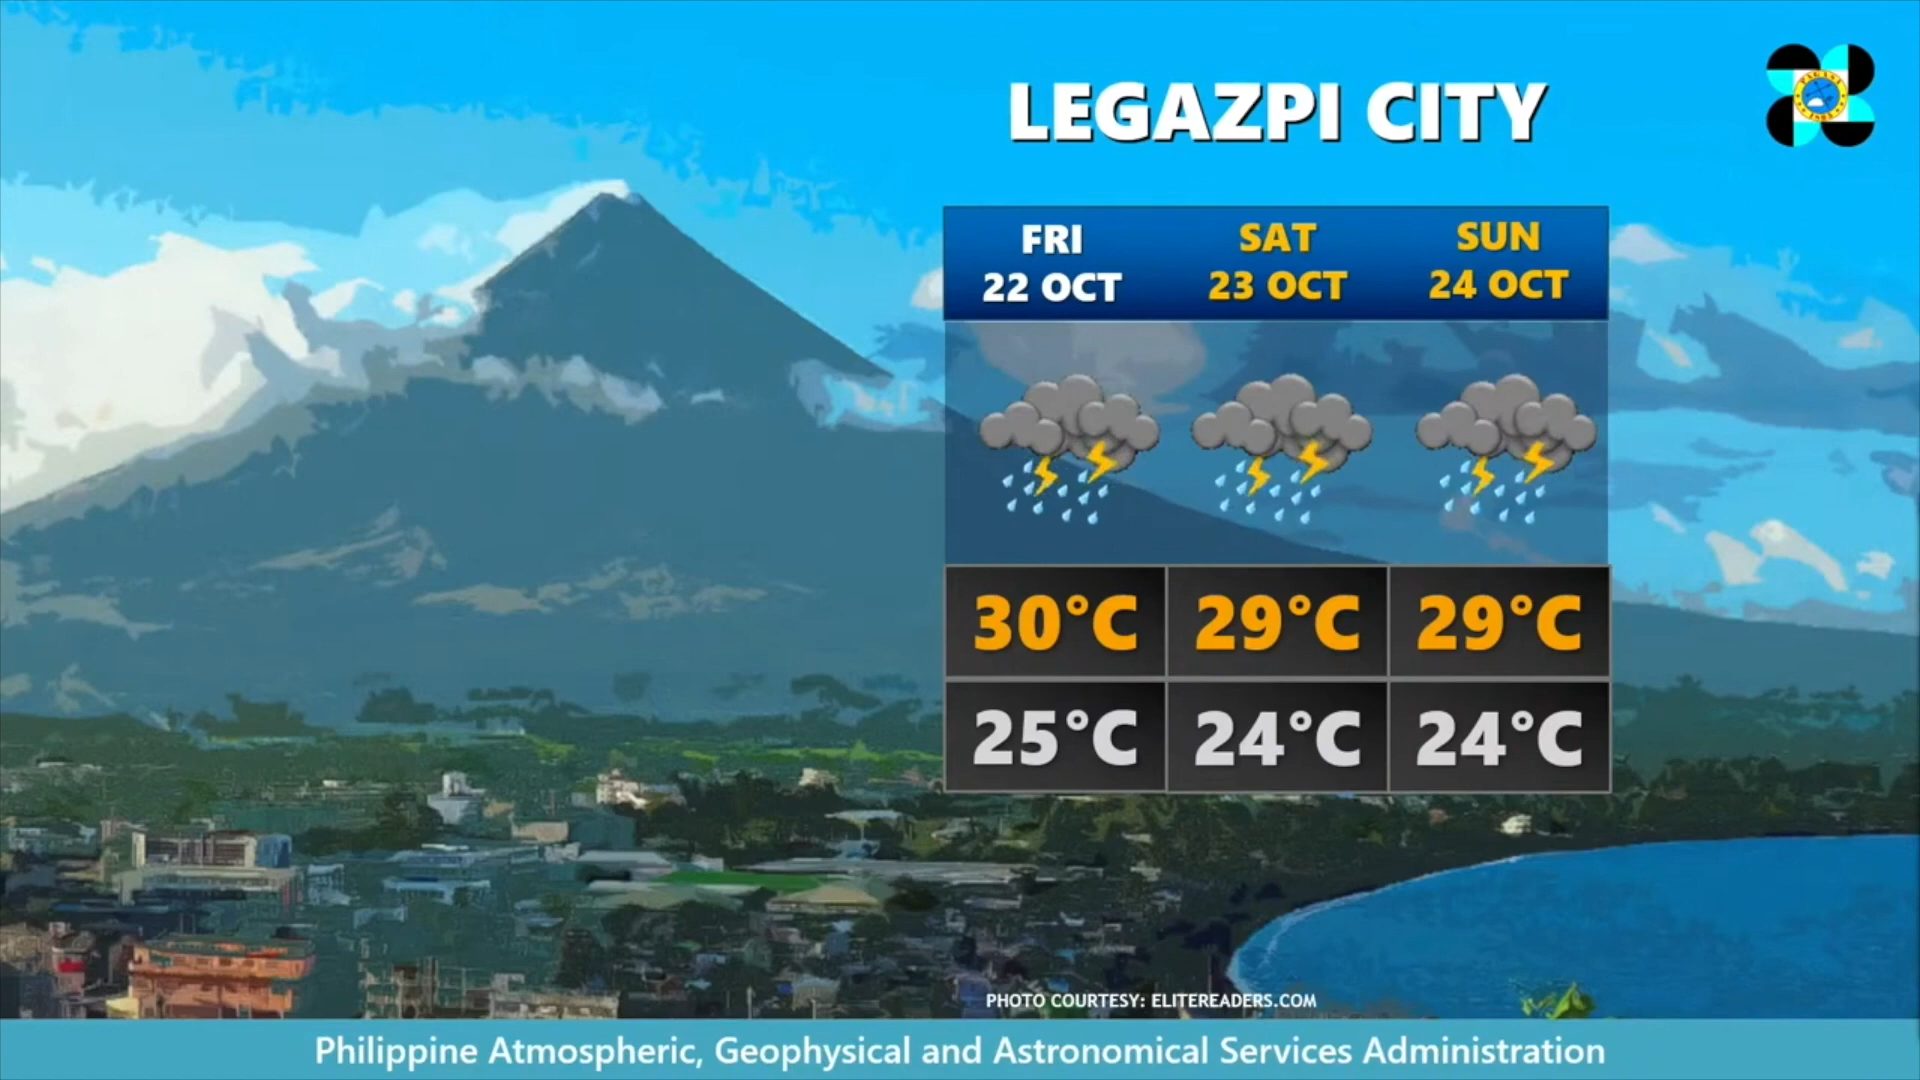 LEGAZPI CITY
FRI SAT SUN
22 OCT 23 OCT 24 OCT
30°C 29°C 29°C
25°C 24°C 24°C
PHOTO COURTESY: ELITEREADERS.COM
Philippine Atmospheric, Geophysical and Astronomical Services Administration